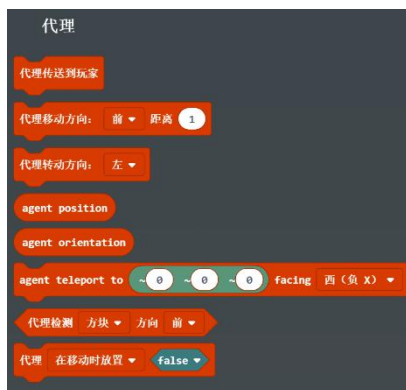 代理
代理传送到玩家
代理移动方向： 前 距离 1
代理转动方向： 左
agent position
agent orientation
agent teleport to ~ 0 ~ 0 ~ 0 facing 西（负 X）
代理检测 方块 方向 前
代理 在移动时放置 false